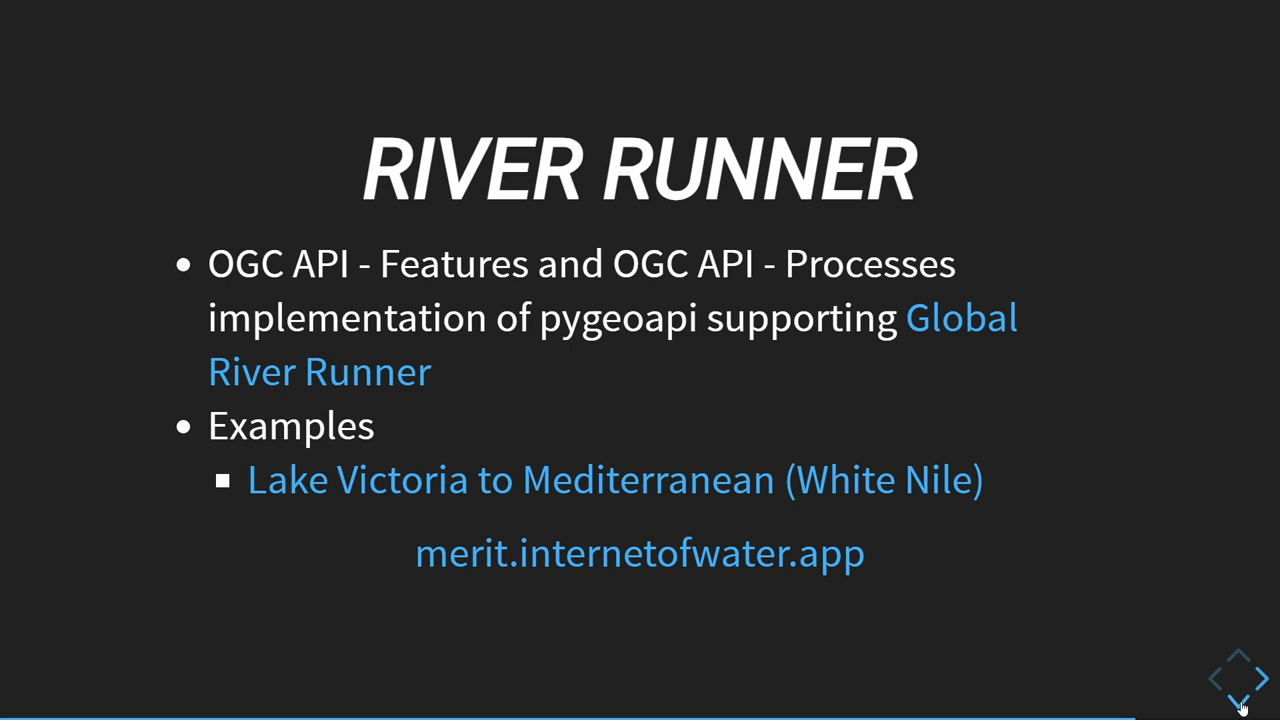 RIVER RUNNER
OGC API - Features and OGC API - Processes
implementation of pygeoapi supporting Global
River Runner
Examples
Lake Victoria to Mediterranean (White Nile)
merit.internetofwater.app